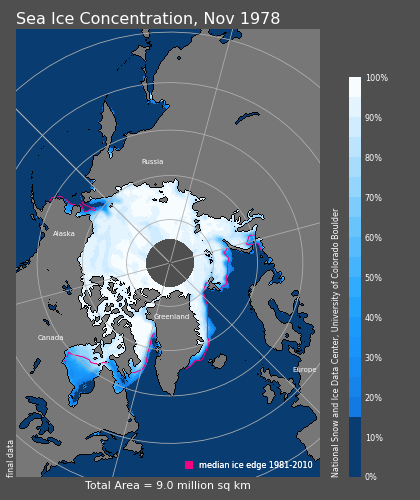 Sea Ice Concentration, Nov 1978
Russia
Alaska
Greenland
Canada
Europe
median ice edge 1981-2010
final data
Total Area = 9.0 million sq km
National Snow and Ice Data Center, University of Colorado Boulder
100%
90%
80%
70%
60%
50%
40%
30%
20%
10%
0%